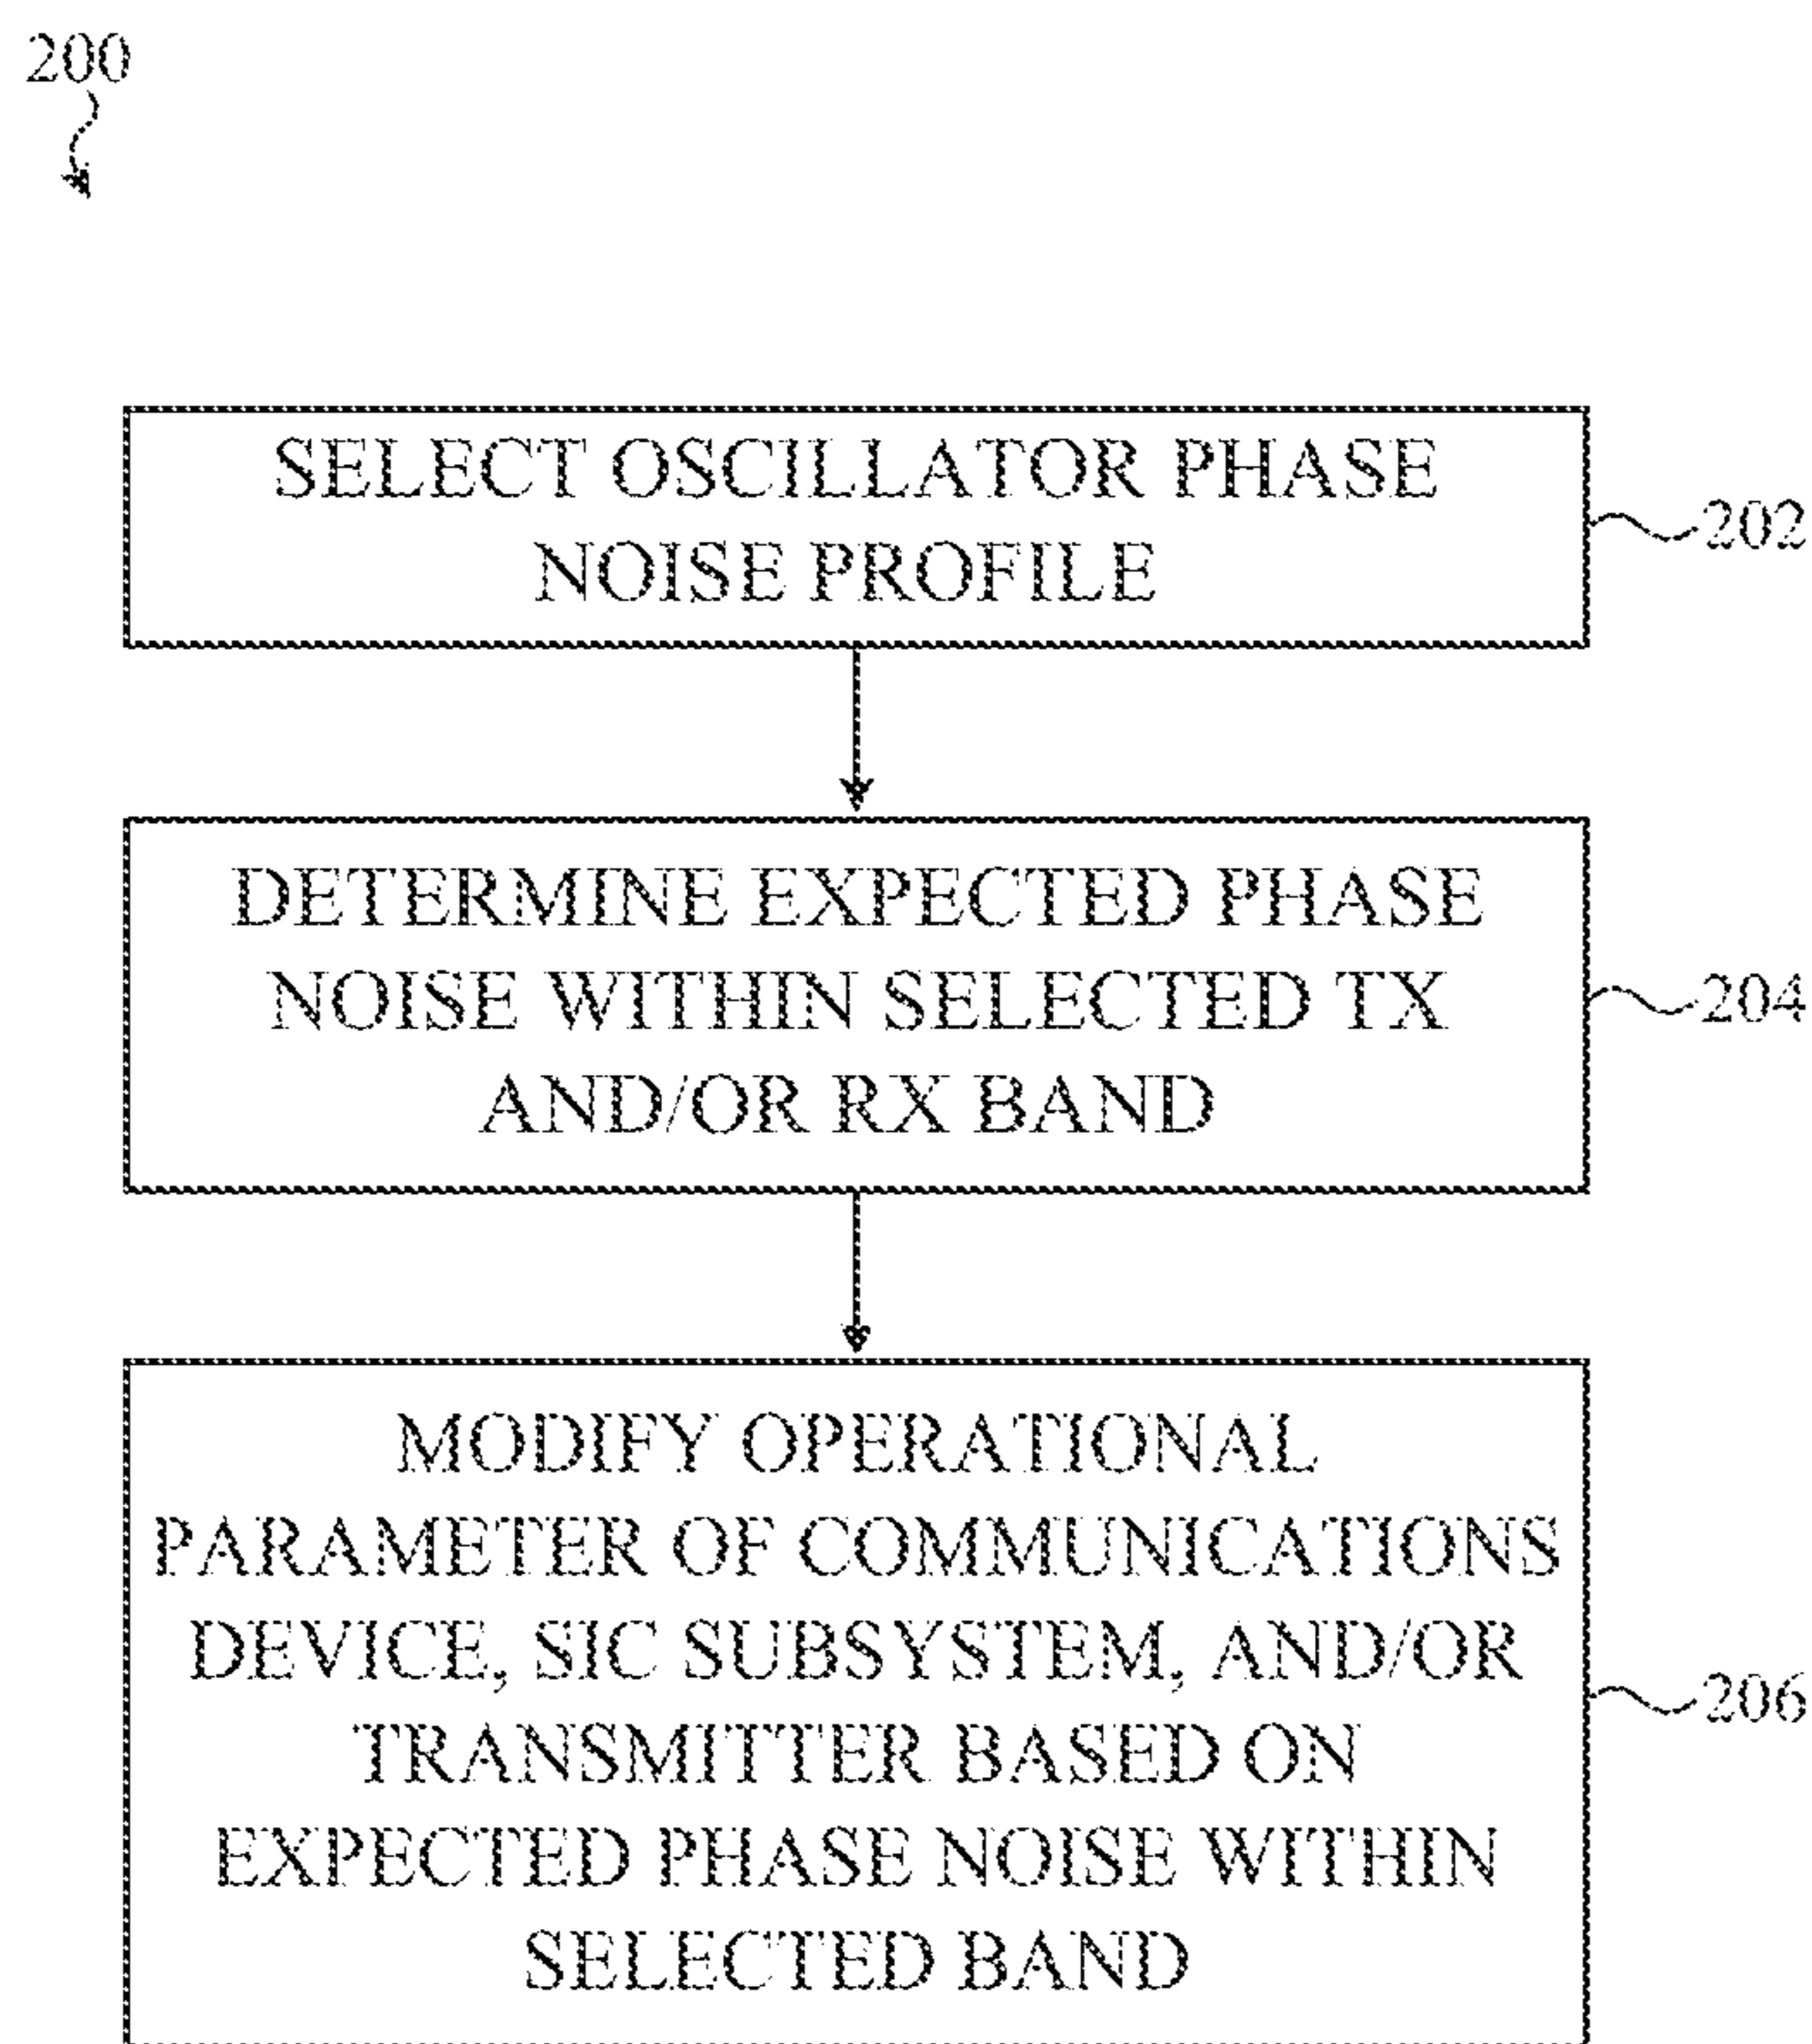 200
SELECT OSCILLATOR PHASE
NOISE PROFILE
202
DETERMINE EXPECTED PHASE
NOISE WITHIN SELECTED TX
AND/OR RX BAND
204
MODIFY OPERATIONAL
PARAMETER OF COMMUNICATIONS
DEVICE, SIC SUBSYSTEM, AND/OR
TRANSMITTER BASED ON
EXPECTED PHASE NOISE WITHIN
SELECTED BAND
206